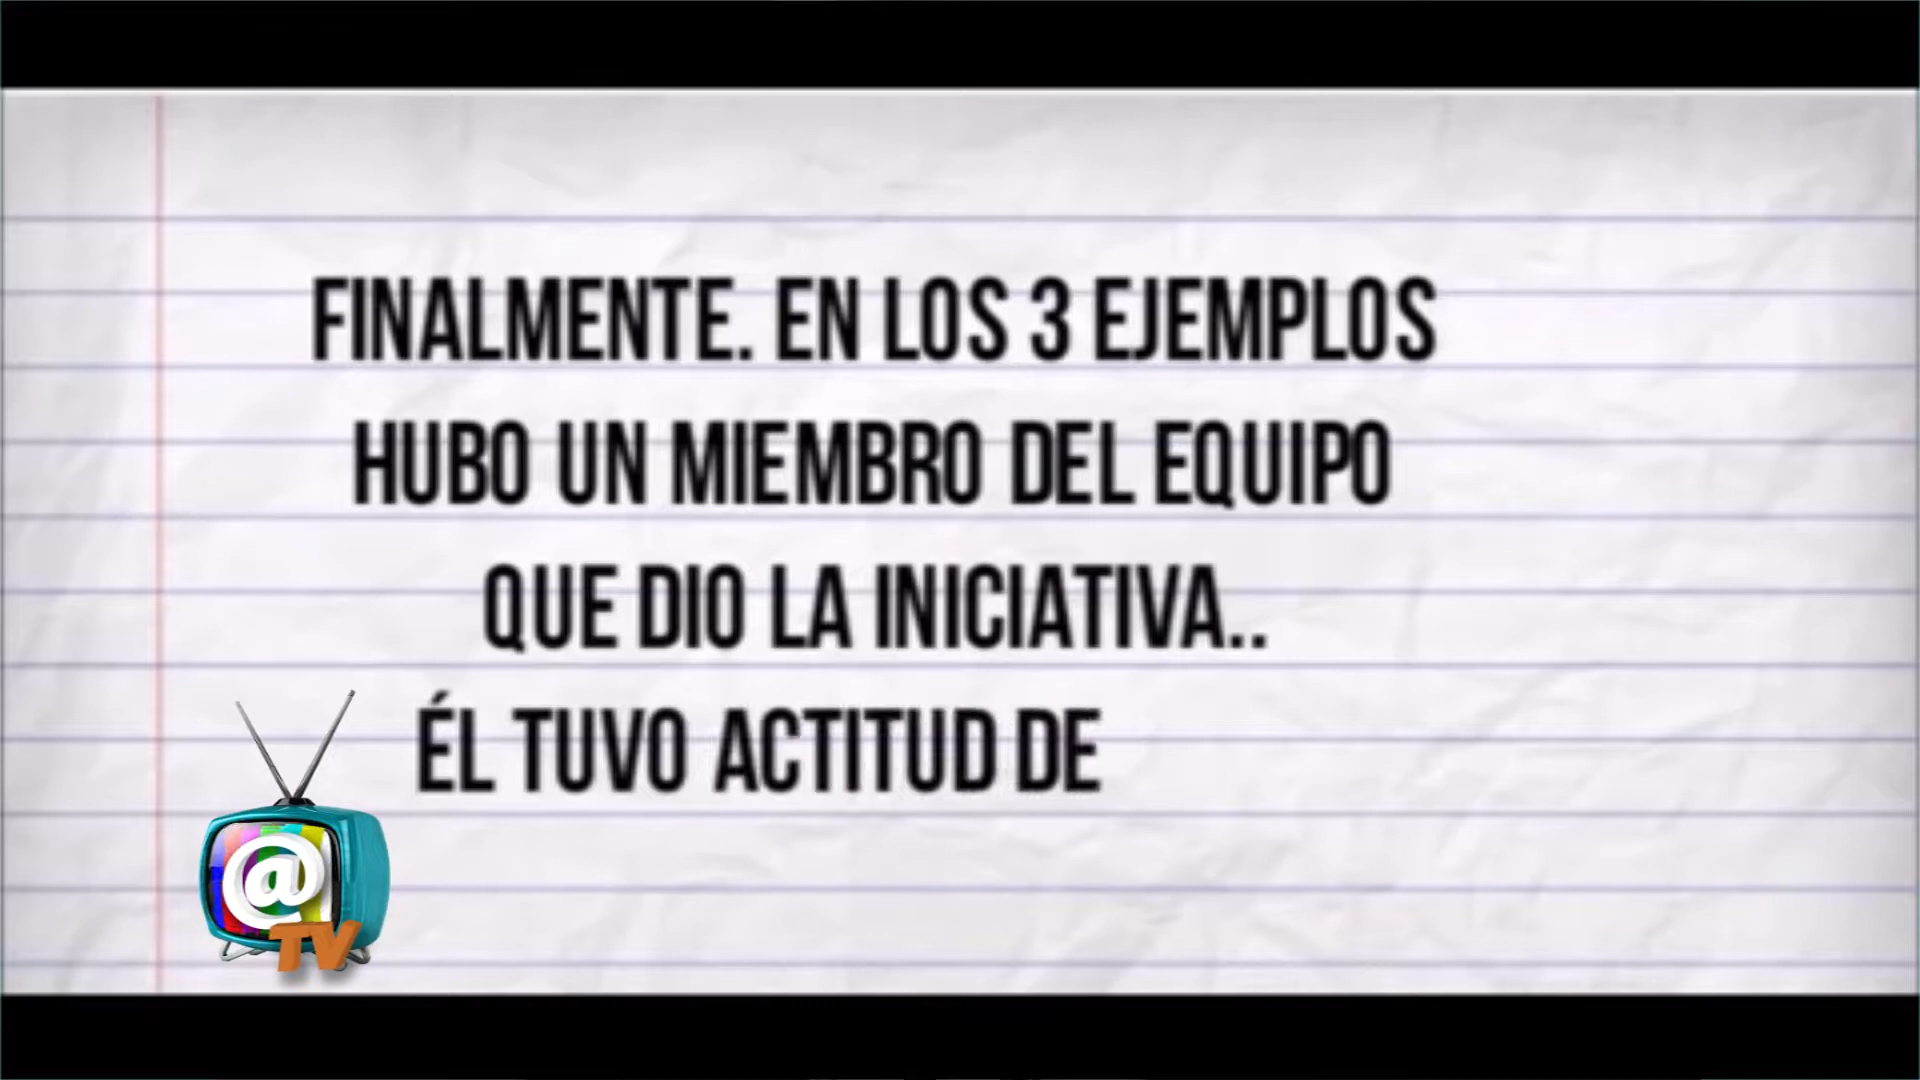 FINALMENTE. EN LOS 3 EJEMPLOS
HUBO UN MIEMBRO DEL EQUIPO
QUE DIO LA INICIATIVA..
ÉL TUVO ACTITUD DE
@
TV